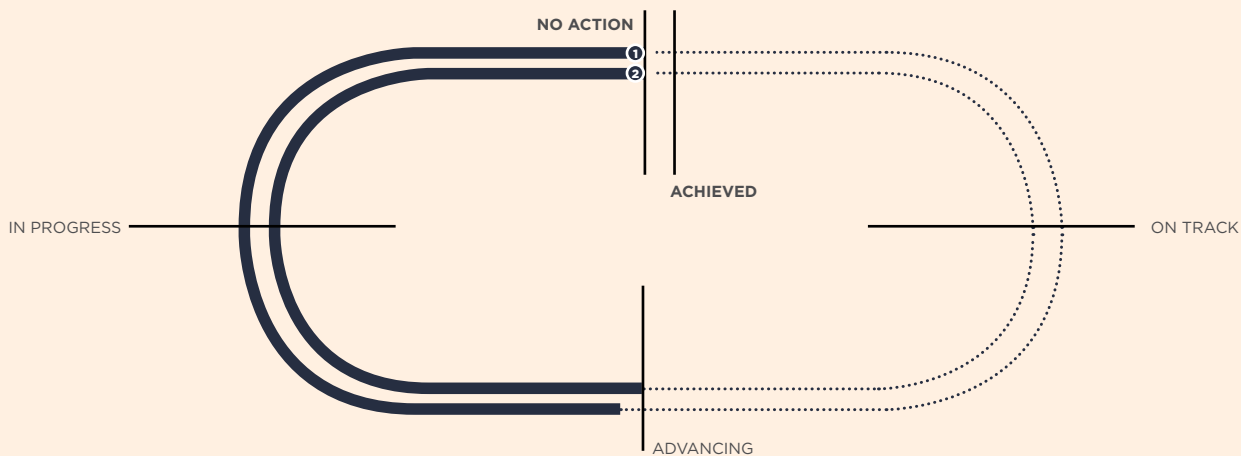 NO ACTION
1
2
ACHIEVED
IN PROGRESS
ON TRACK
ADVANCING